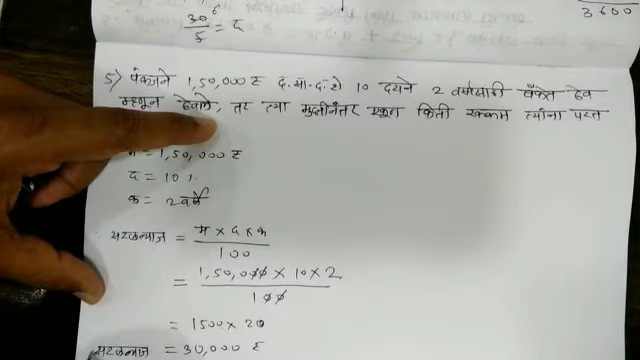 3600
30/5 = द
6
5) पंकजने 1,50,000 ₹ द.सा.द.शे 10 दराने 2 वर्षांसाठी बँकेत ठेव
म्हणून ठेवले, तर त्या मुदतीनंतर एकूण किती रक्कम त्यांना परत
म = 1,50,000 ₹
द = 10 %
क = 2 वर्षे
सरळव्याज = म × द × क / 100
= 1,50,000 × 10 × 2 / 100
= 1500 × 20
सरळव्याज = 30,000 ₹